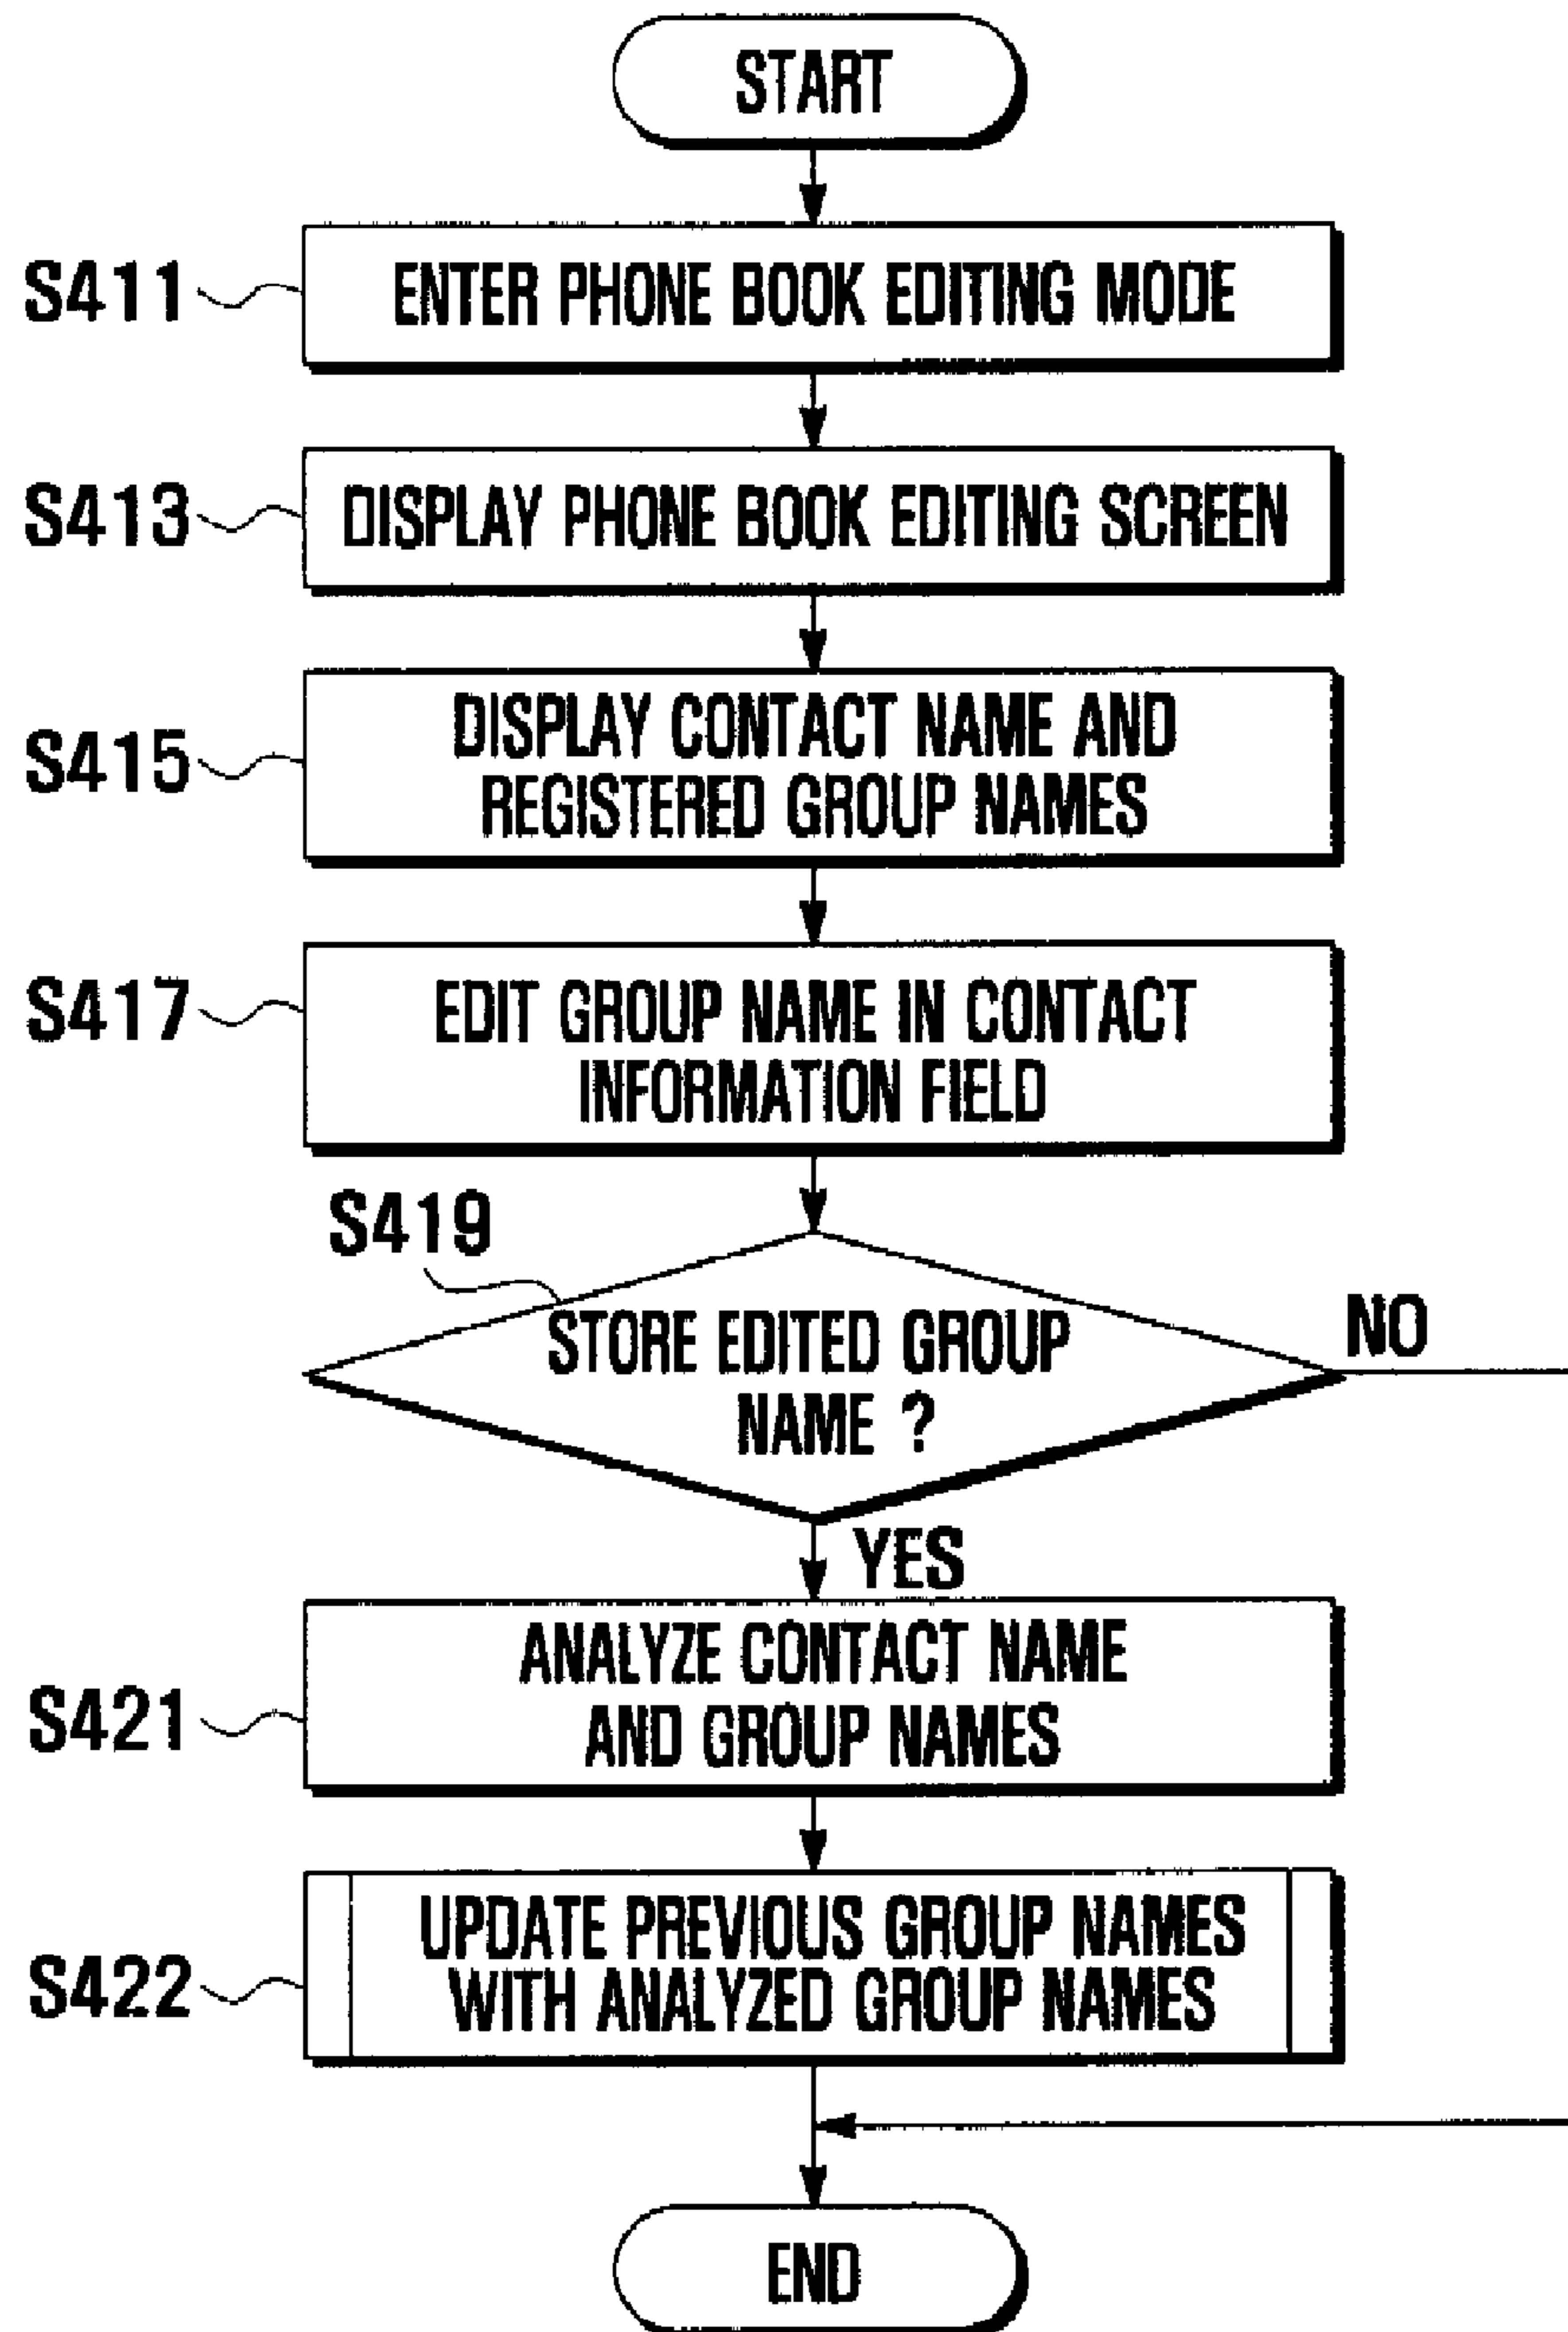 START
S411
ENTER PHONE BOOK EDITING MODE
S413
DISPLAY PHONE BOOK EDITING SCREEN
S415
DISPLAY CONTACT NAME AND
REGISTERED GROUP NAMES
S417
EDIT GROUP NAME IN CONTACT
INFORMATION FIELD
S419
STORE EDITED GROUP
NAME ?
NO
YES
S421
ANALYZE CONTACT NAME
AND GROUP NAMES
S422
UPDATE PREVIOUS GROUP NAMES
WITH ANALYZED GROUP NAMES
END